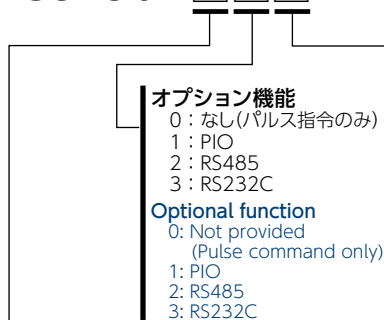 オプション機能
0：なし(パルス指令のみ)
1：PIO
2：RS485
3：RS232C
Optional function
0: Not provided
(Pulse command only)
1: PIO
2: RS485
3: RS232C